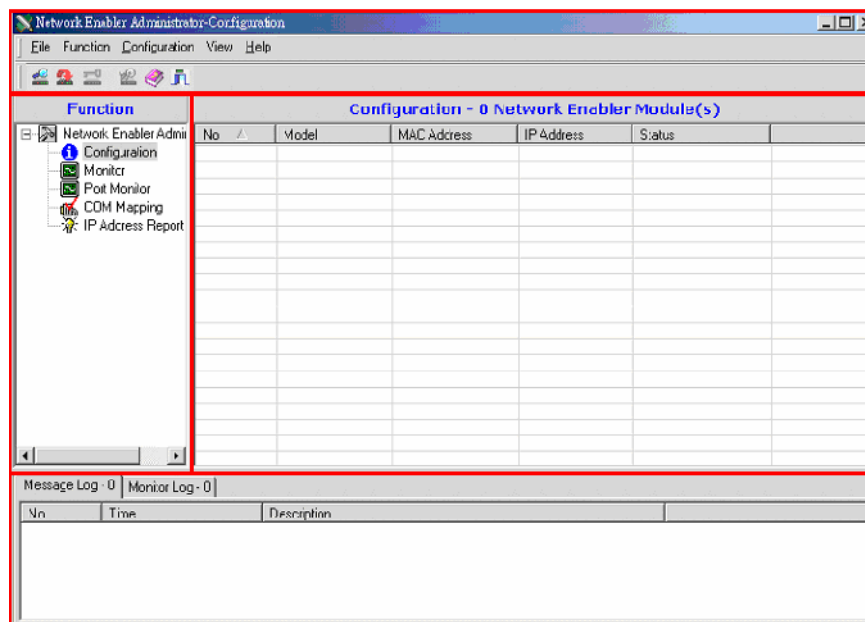 Network Enabler Administrator-Configuration
File Function Configuration View Help
Function
Configuration - 0 Network Enabler Module(s)
Network Enabler Admi
Configuration
Monitor
Port Monitor
COM Mapping
IP Address Report
No Model MAC Address IP Address Status
Message Log - 0 Monitor Log - 0
No Time Description